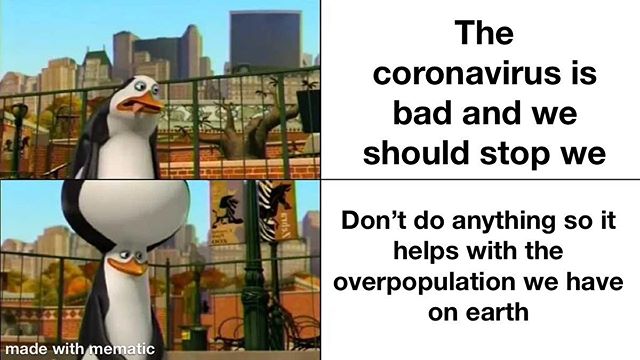 The
coronavirus is
bad and we
should stop we
Don’t do anything so it
helps with the
overpopulation we have
on earth
made with mematic